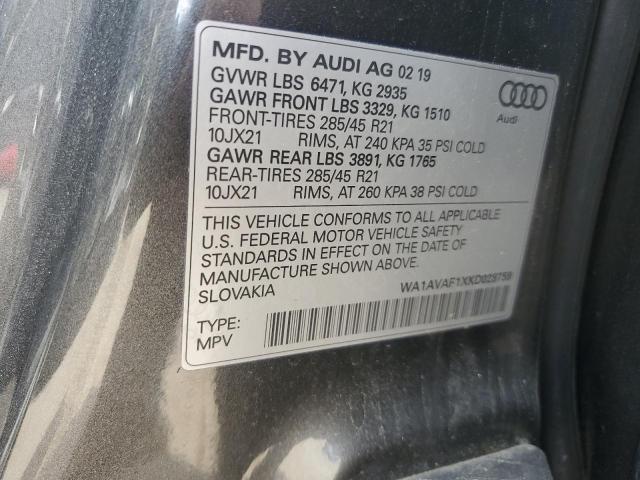 MFD. BY AUDI AG 02 19
GVWR LBS 6471, KG 2935
GAWR FRONT LBS 3329, KG 1510
FRONT-TIRES 285/45 R21
10JX21 RIMS, AT 240 KPA 35 PSI COLD
GAWR REAR LBS 3891, KG 1765
REAR-TIRES 285/45 R21
10JX21 RIMS, AT 260 KPA 38 PSI COLD
Audi
THIS VEHICLE CONFORMS TO ALL APPLICABLE
U.S. FEDERAL MOTOR VEHICLE SAFETY
STANDARDS IN EFFECT ON THE DATE OF
MANUFACTURE SHOWN ABOVE.
SLOVAKIA
WA1AVAF1XKD029759
TYPE:
MPV